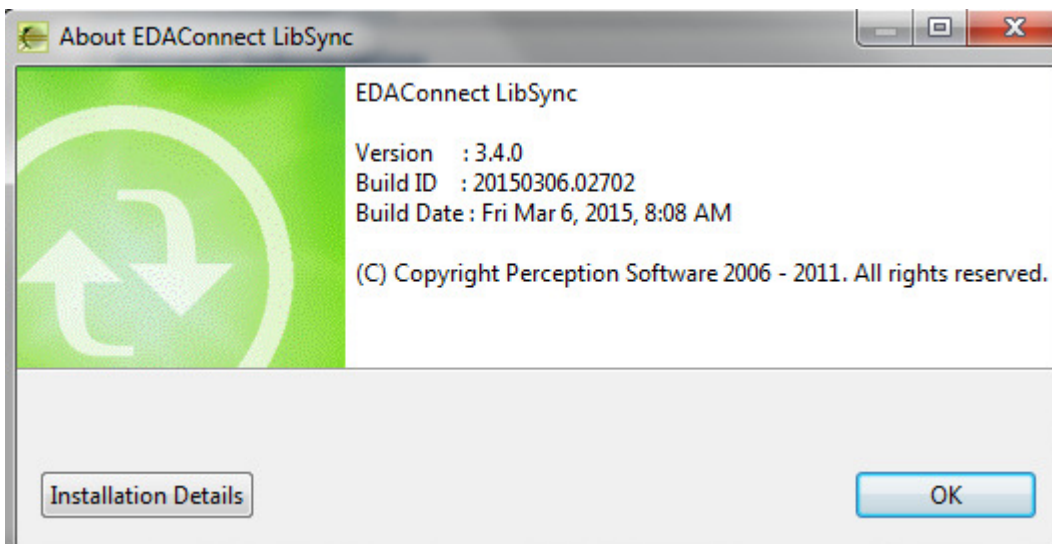 About EDAConnect LibSync
EDAConnect LibSync
Version : 3.4.0
Build ID : 20150306.02702
Build Date : Fri Mar 6, 2015, 8:08 AM
(C) Copyright Perception Software 2006 - 2011. All rights reserved.
Installation Details
OK